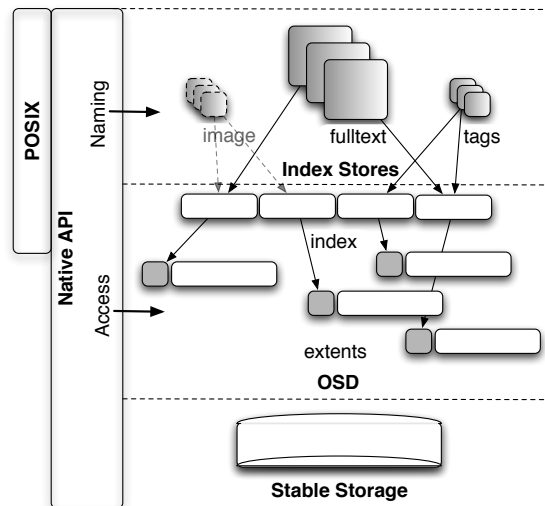 POSIX
Native API
Naming
Access
image
fulltext
tags
Index Stores
index
extents
OSD
Stable Storage